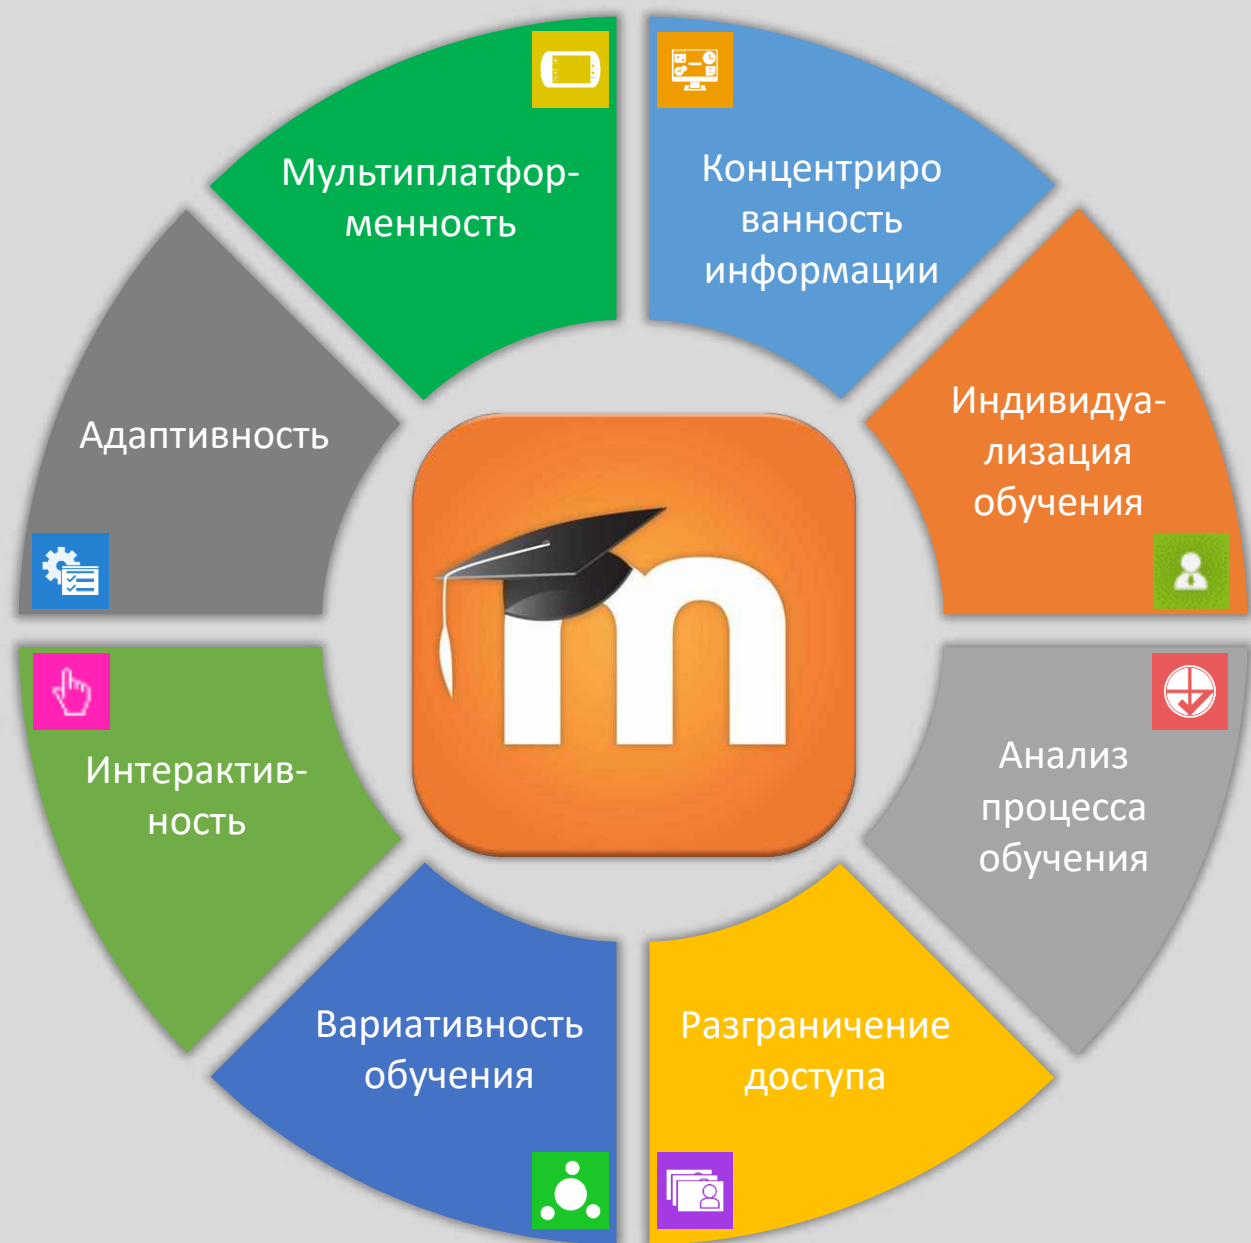 Мультиплатфор-
менность
Концентриро
ванность
информации
Индивидуа-
лизация
обучения
Анализ
процесса
обучения
Разграничение
доступа
Вариативность
обучения
Интерактив-
ность
Адаптивность
m